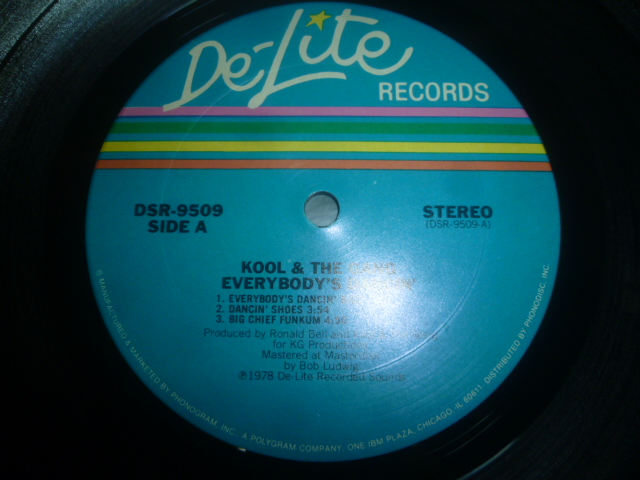 De-Lite
RECORDS
DSR-9509
SIDE A
STEREO
(DSR-9509-A)
KOOL & THE
EVERYBODY'S
1. EVERYBODY'S DANCIN'
2. DANCIN' SHOES 3:54
3. BIG CHIEF FUNKUM
Produced by Ronald Bell and
for KG Productions
Mastered at
by Bob Ludwig
℗1978 De-Lite Recorded Sounds
© MANUFACTURED & MARKETED BY PHONOGRAM, INC. A POLYGRAM COMPANY, ONE IBM PLAZA, CHICAGO, IL 60611. DISTRIBUTED BY PHONODISC, INC.